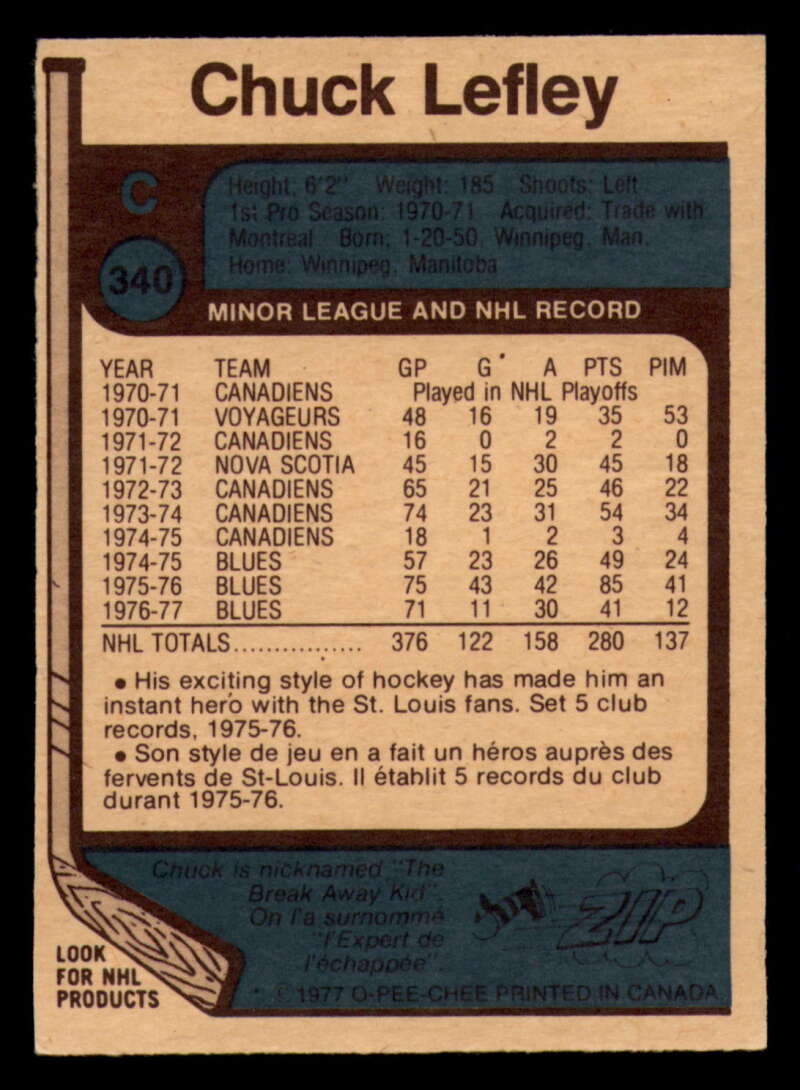 Chuck Lefley
C
Height: 6'2" Weight: 185 Shoots: Left
1st Pro Season: 1970-71 Acquired: Trade with
Montreal Born: 1-20-50, Winnipeg, Man.
Home: Winnipeg, Manitoba
340
MINOR LEAGUE AND NHL RECORD
YEAR TEAM GP G A PTS PIM
1970-71 CANADIENS Played in NHL Playoffs
1970-71 VOYAGEURS 48 16 19 35 53
1971-72 CANADIENS 16 0 2 2 0
1971-72 NOVA SCOTIA 45 15 30 45 18
1972-73 CANADIENS 65 21 25 46 22
1973-74 CANADIENS 74 23 31 54 34
1974-75 CANADIENS 18 1 2 3 4
1974-75 BLUES 57 23 26 49 24
1975-76 BLUES 75 43 42 85 41
1976-77 BLUES 71 11 30 41 12
NHL TOTALS................ 376 122 158 280 137
• His exciting style of hockey has made him an
instant hero with the St. Louis fans. Set 5 club
records, 1975-76.
• Son style de jeu en a fait un héros auprès des
fervents de St-Louis. Il établit 5 records du club
durant 1975-76.
Chuck is nicknamed "The
Break Away Kid".
On l'a surnommé
"l'Expert de
l'échappée".
ZIP
LOOK
FOR NHL
PRODUCTS
* © 1977 O-PEE-CHEE PRINTED IN CANADA